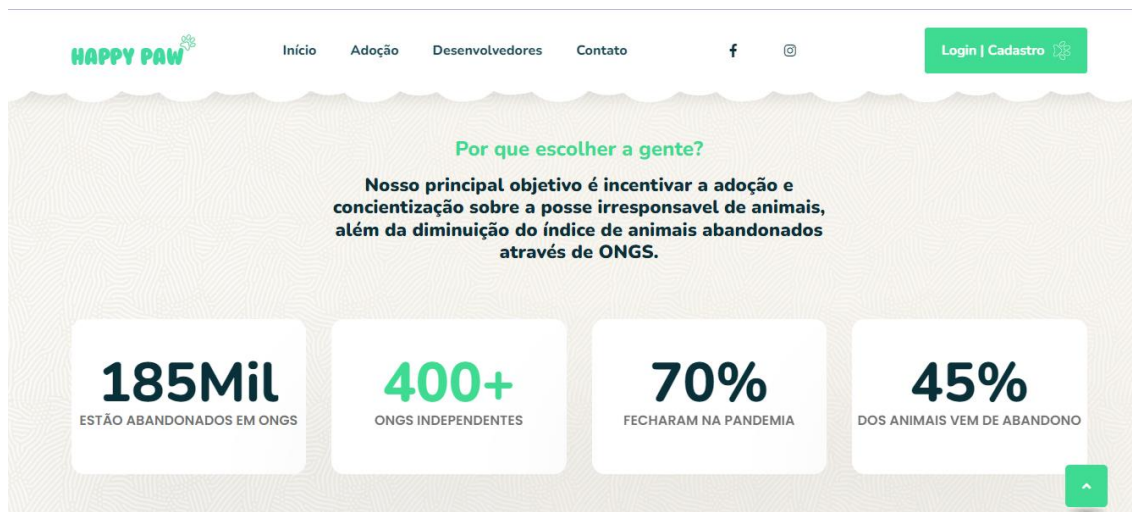 HAPPY PAW
Início Adoção Desenvolvedores Contato
Login | Cadastro
Por que escolher a gente?
Nosso principal objetivo é incentivar a adoção e
concientização sobre a posse irresponsavel de animais,
além da diminuição do índice de animais abandonados
através de ONGS.
185Mil
ESTÃO ABANDONADOS EM ONGS
400+
ONGS INDEPENDENTES
70%
FECHARAM NA PANDEMIA
45%
DOS ANIMAIS VEM DE ABANDONO